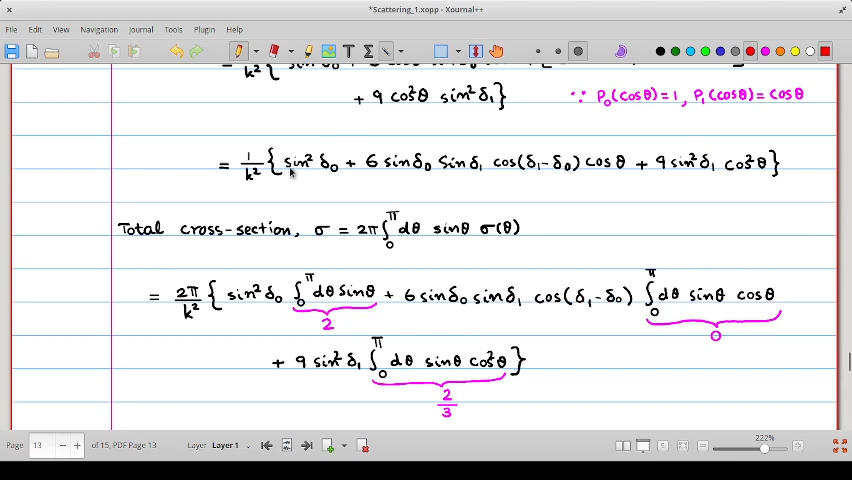 *Scattering_1.xopp - Xournal++
File Edit View Navigation Journal Tools Plugin Help
+ 9 cos²θ sin²δ₁}
∵ P₀(cosθ)=1, P₁(cosθ)=cosθ
= 1/k² { sin²δ₀ + 6 sinδ₀ sinδ₁ cos(δ₁-δ₀) cosθ + 9 sin²δ₁ cos²θ }
Total cross-section, σ = 2π ∫₀^π dθ sinθ σ(θ)
= 2π/k² { sin²δ₀ ∫₀^π dθ sinθ + 6 sinδ₀ sinδ₁ cos(δ₁-δ₀) ∫₀^π dθ sinθ cosθ
2 0
+ 9 sin²δ₁ ∫₀^π dθ sinθ cos²θ }
2/3
Page 13 of 15, PDF Page 13 Layer Layer 1 222%